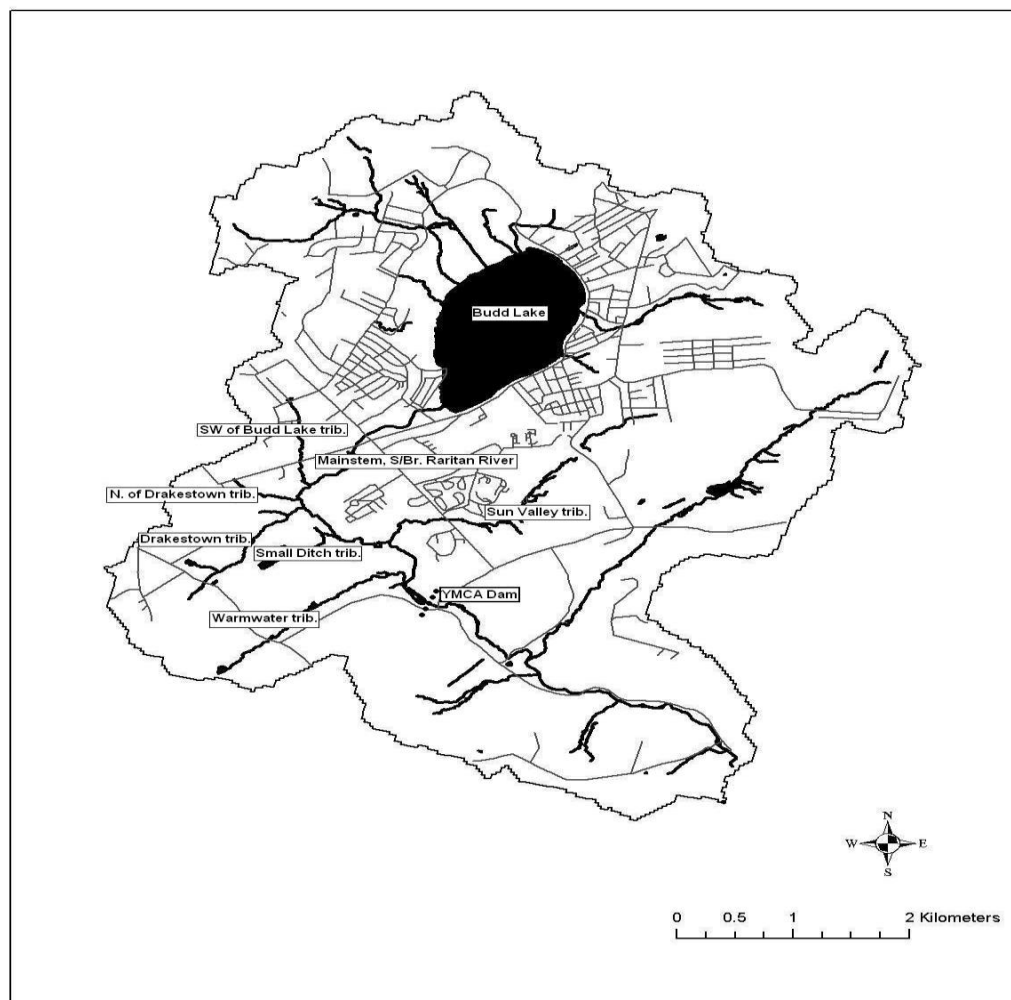 Budd Lake
SW of Budd Lake trib.
Mainstem, S/Br. Raritan River
N. of Drakestown trib.
Sun Valley trib.
Drakestown trib.
Small Ditch trib.
YMCA Dam
Warmwater trib.
N
W E
S
0 0.5 1 2 Kilometers